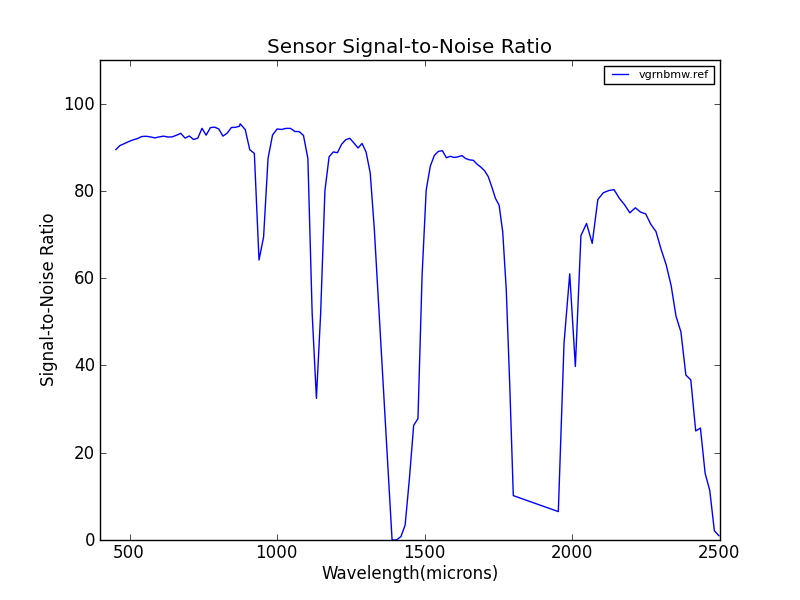 Sensor Signal-to-Noise Ratio
vgrnbmw.ref
100
80
60
40
20
0
Signal-to-Noise Ratio
500
1000
1500
2000
2500
Wavelength(microns)